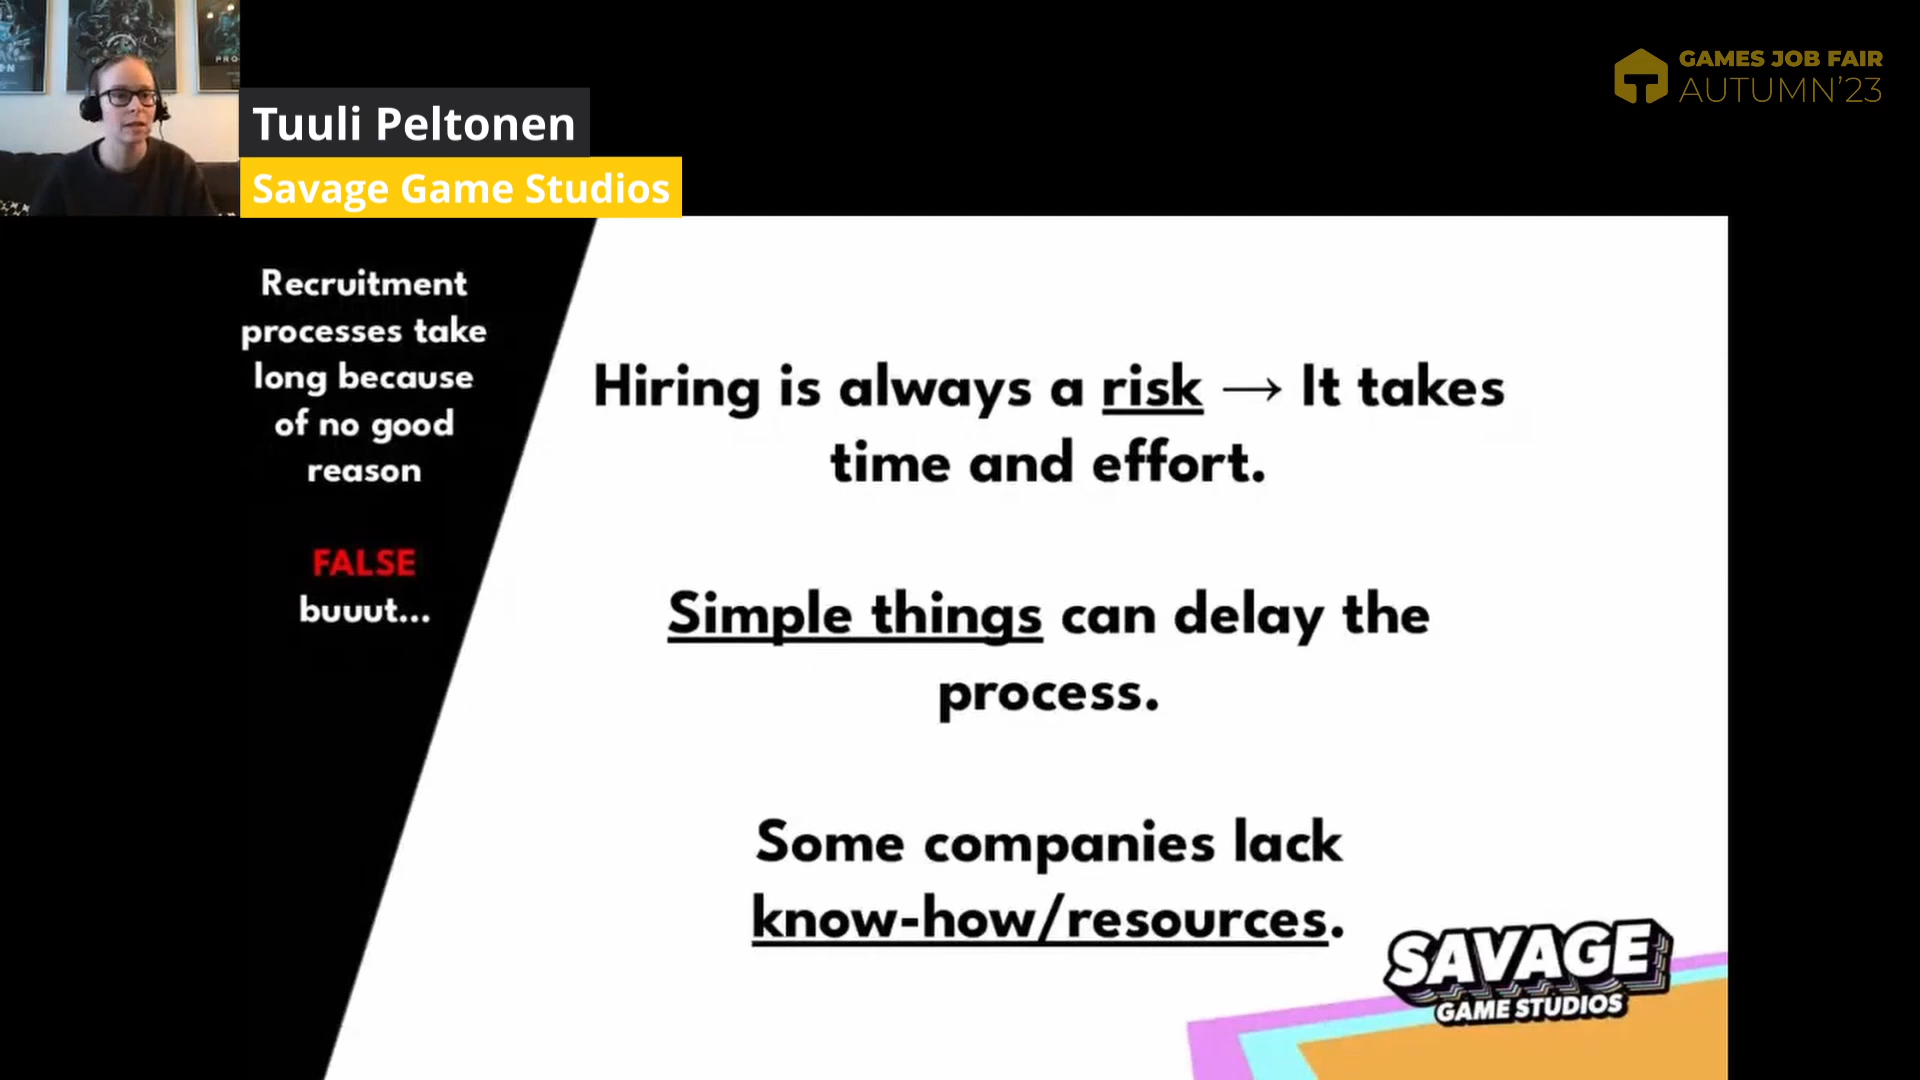 GAMES JOB FAIR
AUTUMN'23
Tuuli Peltonen
Savage Game Studios
Recruitment
processes take
long because
of no good
reason
FALSE
buuut...
Hiring is always a risk → It takes
time and effort.
Simple things can delay the
process.
Some companies lack
know-how/resources.
SAVAGE
GAME STUDIOS